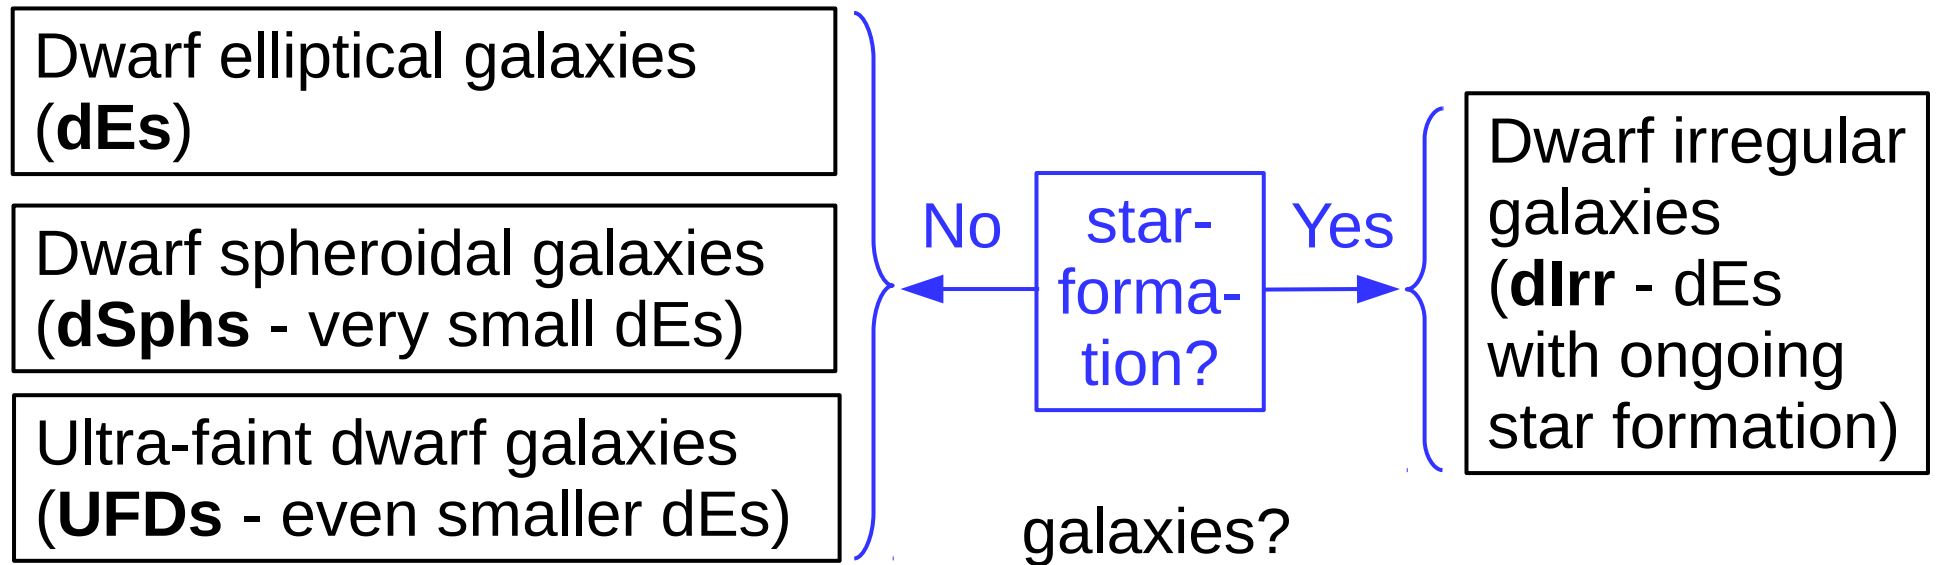 Dwarf elliptical galaxies
(dEs)
Dwarf spheroidal galaxies
(dSphs - very small dEs)
Ultra-faint dwarf galaxies
(UFDs - even smaller dEs)
No
star-
forma-
tion?
Yes
galaxies?
Dwarf irregular
galaxies
(dIrr - dEs
with ongoing
star formation)